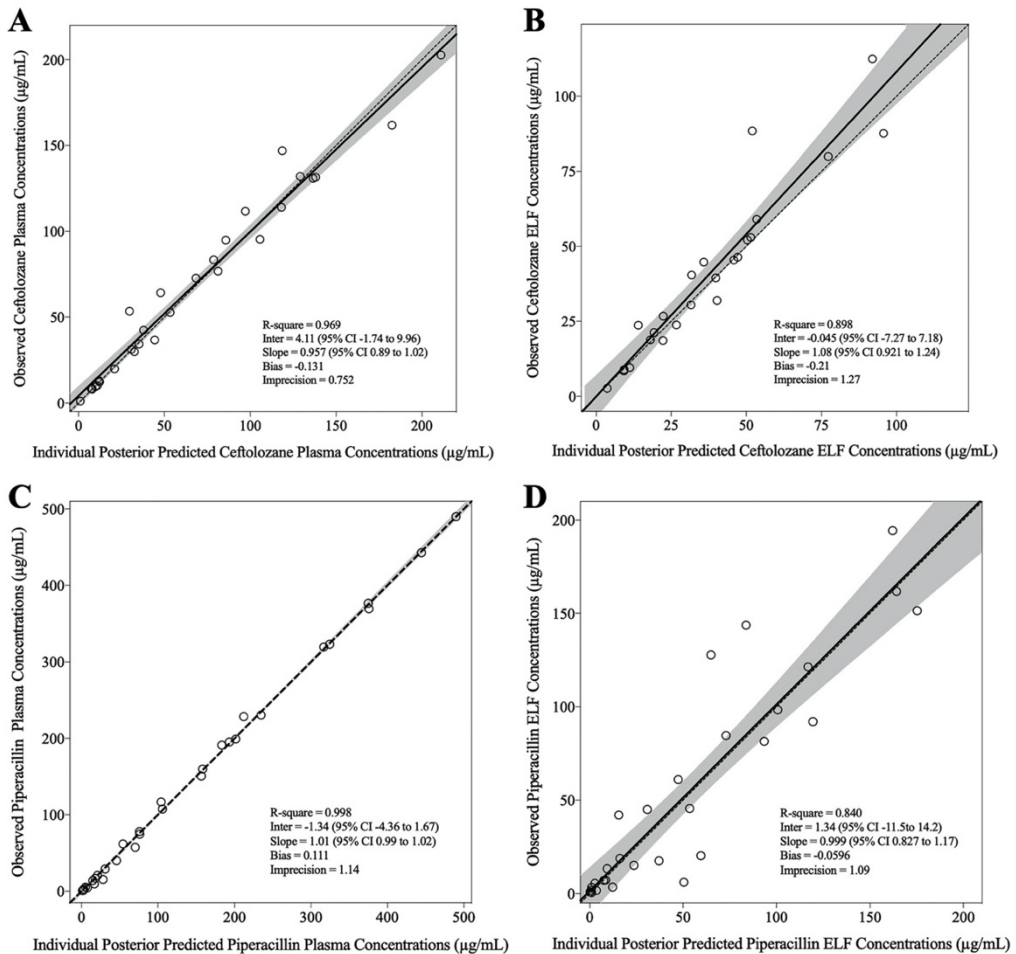 A
Observed Ceftolozane Plasma Concentrations (µg/mL)
200
150
100
50
0
R-square = 0.969
Inter = 4.11 (95% CI -1.74 to 9.96)
Slope = 0.957 (95% CI 0.89 to 1.02)
Bias = -0.131
Imprecision = 0.752
0 50 100 150 200
Individual Posterior Predicted Ceftolozane Plasma Concentrations (µg/mL)
B
Observed Ceftolozane ELF Concentrations (µg/mL)
100
75
50
25
0
R-square = 0.898
Inter = -0.045 (95% CI -7.27 to 7.18)
Slope = 1.08 (95% CI 0.921 to 1.24)
Bias = -0.21
Imprecision = 1.27
0 25 50 75 100
Individual Posterior Predicted Ceftolozane ELF Concentrations (µg/mL)
C
Observed Piperacillin Plasma Concentrations (µg/mL)
500
400
300
200
100
0
R-square = 0.998
Inter = -1.34 (95% CI -4.36 to 1.67)
Slope = 1.01 (95% CI 0.99 to 1.02)
Bias = 0.111
Imprecision = 1.14
0 100 200 300 400 500
Individual Posterior Predicted Piperacillin Plasma Concentrations (µg/mL)
D
Observed Piperacillin ELF Concentrations (µg/mL)
200
150
100
50
0
R-square = 0.840
Inter = 1.34 (95% CI -11.5to 14.2)
Slope = 0.999 (95% CI 0.827 to 1.17)
Bias = -0.0596
Imprecision = 1.09
0 50 100 150 200
Individual Posterior Predicted Piperacillin ELF Concentrations (µg/mL)